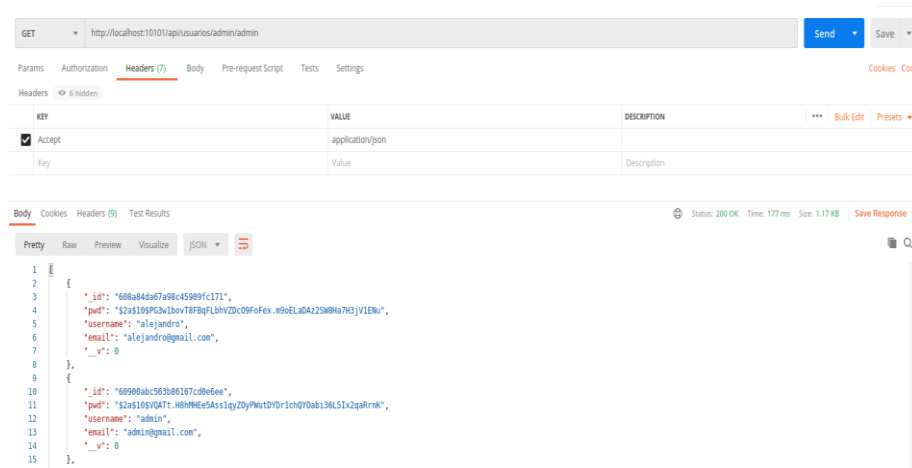 GET http://localhost:10101/api/usuarios/admin/admin Send Save
Params Authorization Headers (7) Body Pre-request Script Tests Settings Cookies
Headers 6 hidden
KEY VALUE DESCRIPTION ••• Bulk Edit Presets
Accept application/json
Key Value Description
Body Cookies Headers (9) Test Results Status: 200 OK Time: 177 ms Size: 1.17 KB Save Response
Pretty Raw Preview Visualize JSON
1 [
2 {
3 "_id": "608a84da67a98c45909fc171",
4 "pwd": "$2a$10$PG3w1bovT8FBqFLbhVZDcO9FoFex.m9oELaDAz2SW8Ha7H3jV1ENu",
5 "username": "alejandro",
6 "email": "alejandro@gmail.com",
7 "__v": 0
8 },
9 {
10 "_id": "60900abc563b86167cd0e6ee",
11 "pwd": "$2a$10$VQATt.H8hMHEe5Ass1qyZOyPWutDYDr1chQYOabi36L5Ix2qaRrnK",
12 "username": "admin",
13 "email": "admin@gmail.com",
14 "__v": 0
15 },